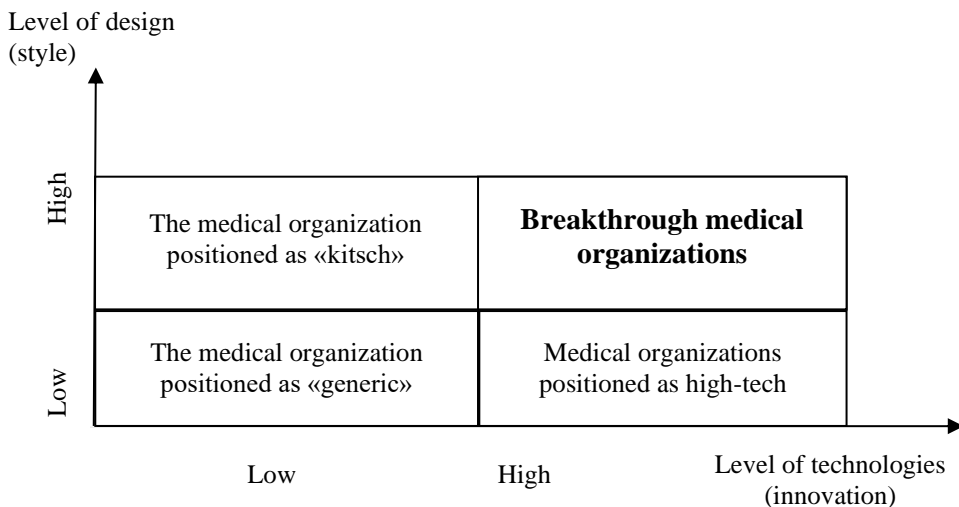 Level of design
(style)
High
The medical organization
positioned as «kitsch»
Breakthrough medical
organizations
Low
The medical organization
positioned as «generic»
Medical organizations
positioned as high-tech
Low
High
Level of technologies
(innovation)